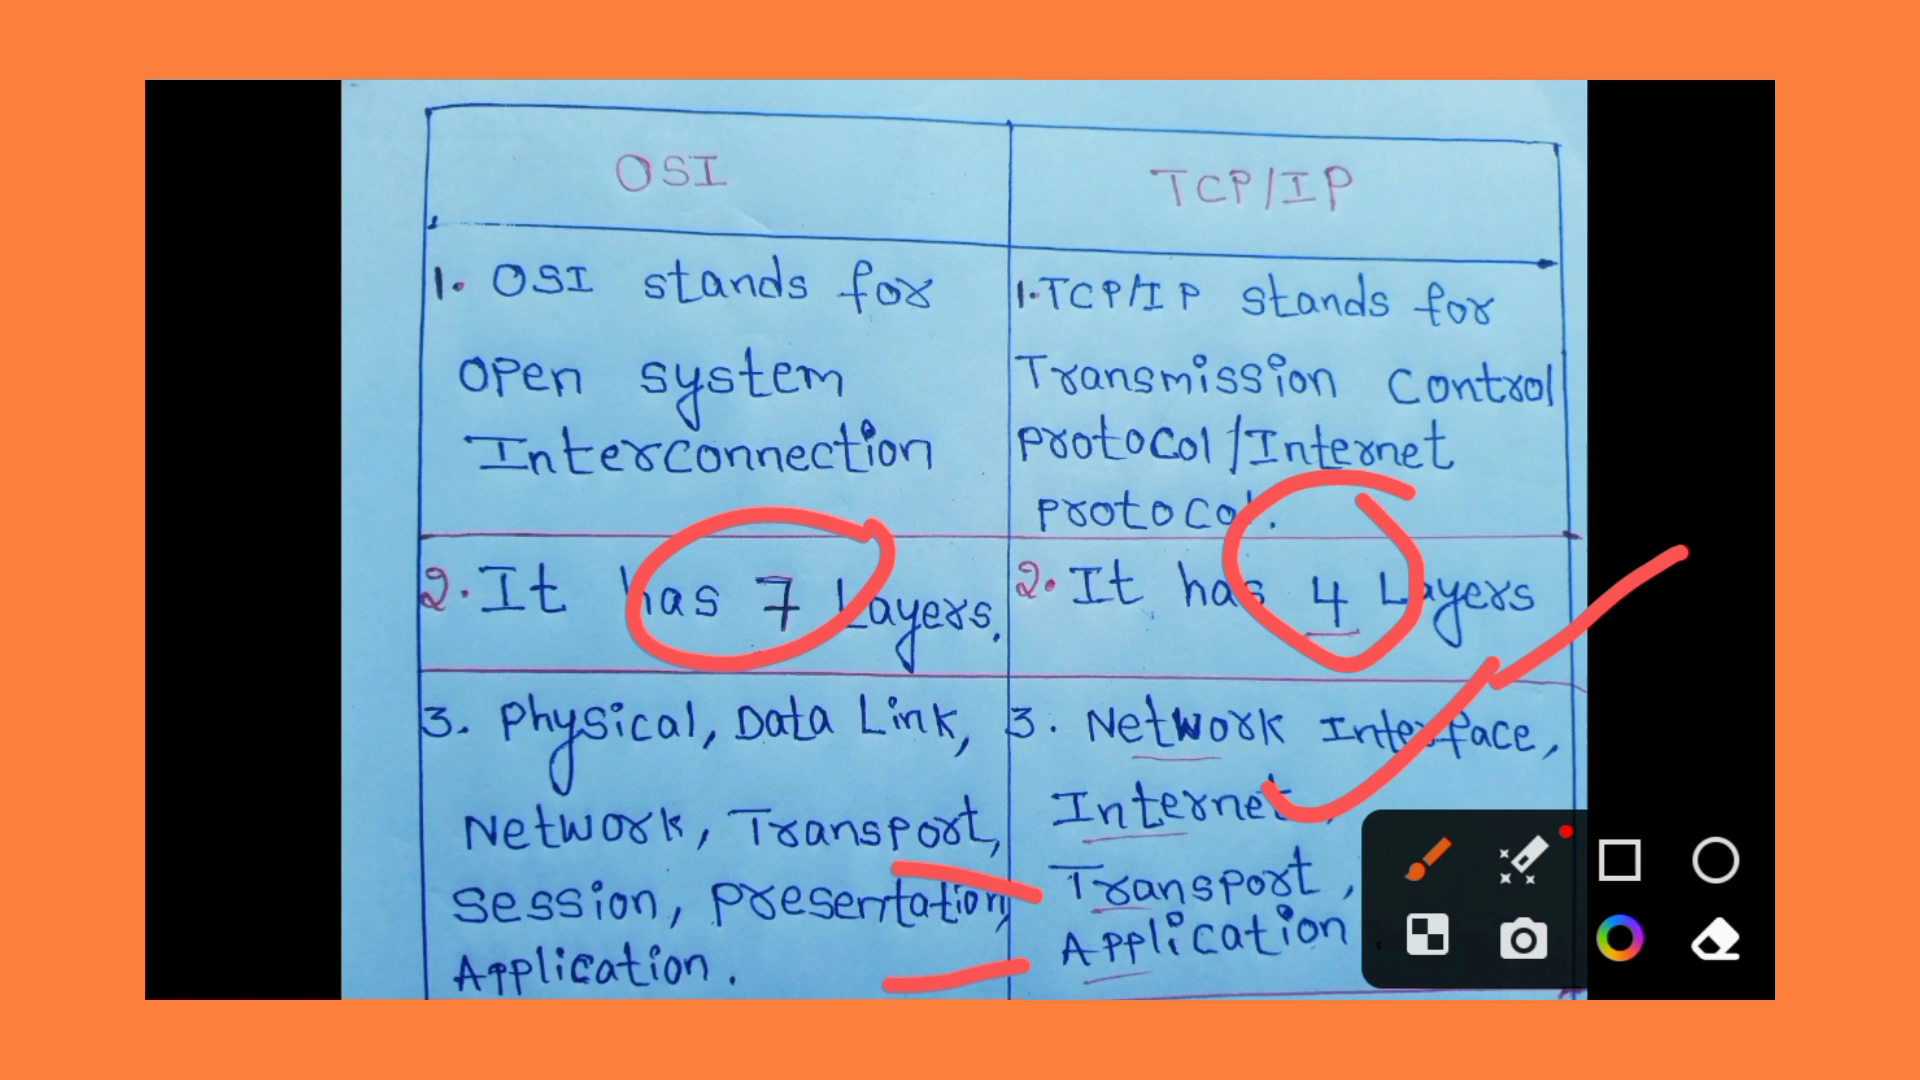 OSI
TCP/IP
1. OSI stands for
Open system
Interconnection
1. TCP/IP stands for
Transmission Control
Protocol/Internet
Protocol.
2. It has 7 Layers.
2. It has 4 Layers
3. Physical, Data Link,
Network, Transport,
Session, Presentation,
Application.
3. Network Interface,
Internet,
Transport,
Application.